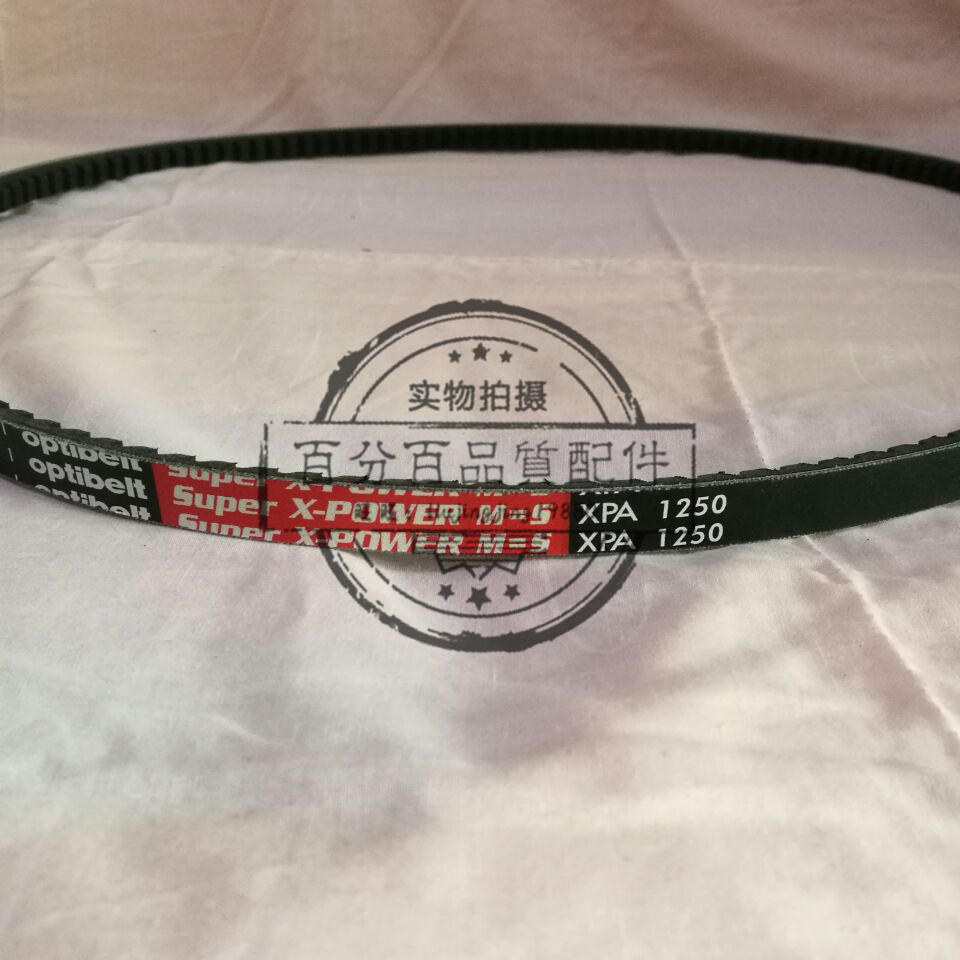 实物拍摄
百分百品質配件
optibelt
optibelt Super X-POWER M=S XPA 1250
optibelt Super X-POWER M=S XPA 1250